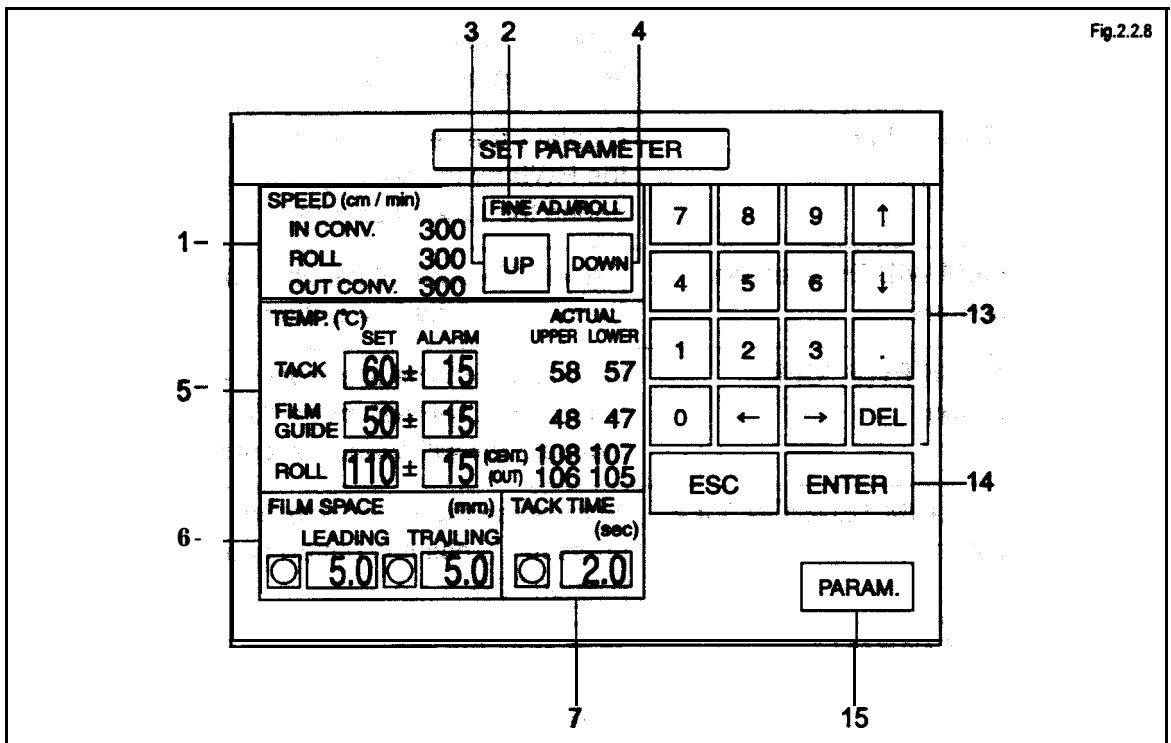 Fig.2.2.8
3 2 4
SET PARAMETER
1-
SPEED (cm / min)
IN CONV. 300
ROLL 300
OUT CONV. 300
FINE ADJ/ROLL
UP DOWN
5-
TEMP. (°C)
SET ALARM
ACTUAL
UPPER LOWER
TACK 60 ± 15 58 57
FILM GUIDE 50 ± 15 48 47
ROLL 110 ± 15 (CENT.) 108 107
(OUT) 106 105
6-
FILM SPACE (mm)
LEADING TRAILING
5.0 5.0
TACK TIME
(sec)
2.0
7
7 8 9 ↑
4 5 6 ↓
1 2 3 .
0 ← → DEL
13
ESC ENTER
14
PARAM.
15